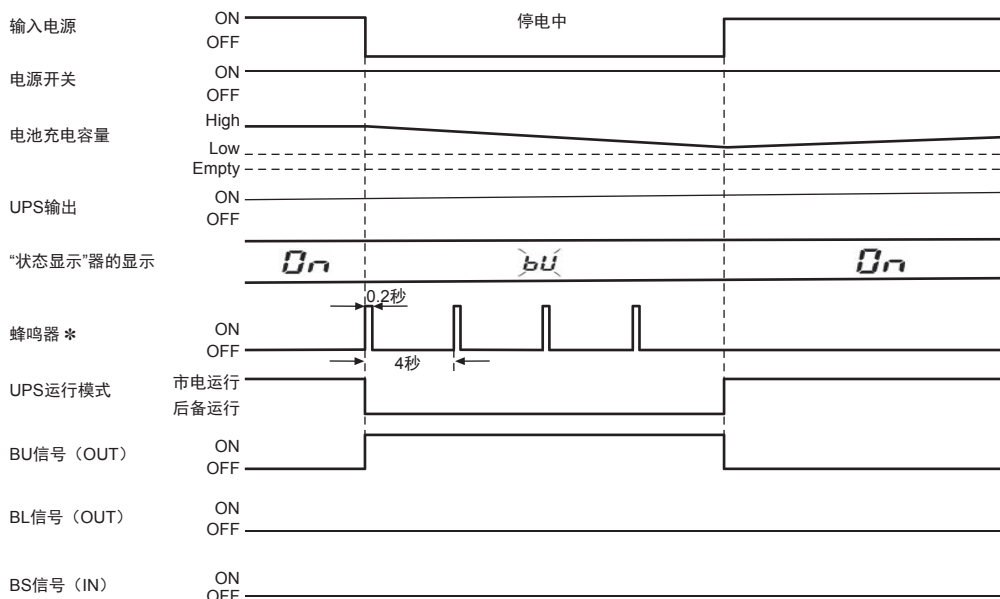 输入电源
ON
OFF
停电中
电源开关
ON
OFF
电池充电容量
High
Low
Empty
UPS输出
ON
OFF
“状态显示”器的显示
On
bU
On
蜂鸣器＊
ON
OFF
0.2秒
4秒
UPS运行模式
市电运行
后备运行
BU信号（OUT）
ON
OFF
BL信号（OUT）
ON
OFF
BS信号（IN）
ON
OFF